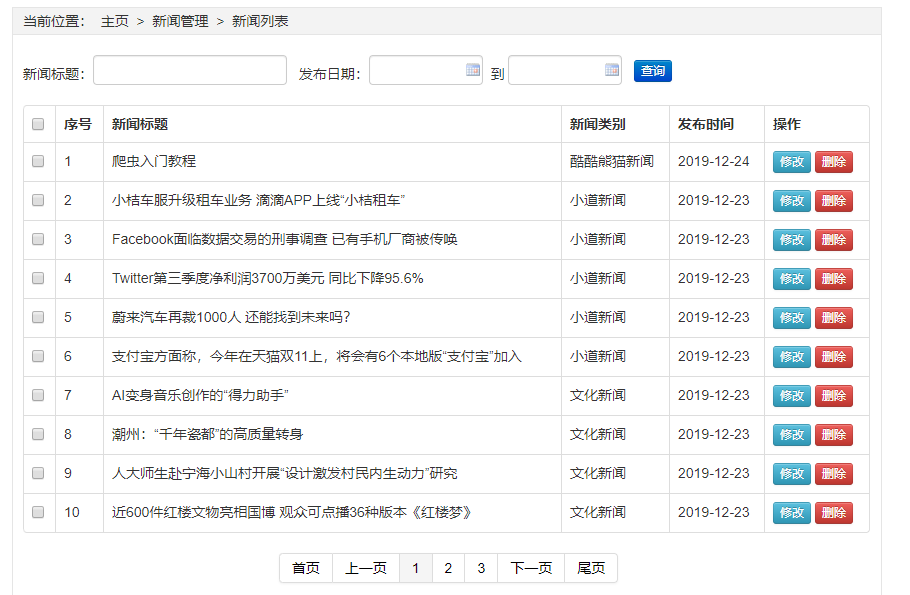 当前位置： 主页 > 新闻管理 > 新闻列表
新闻标题： 发布日期： 到 查询
序号 新闻标题 新闻类别 发布时间 操作
1 爬虫入门教程 酷酷熊猫新闻 2019-12-24 修改 删除
2 小桔车服升级租车业务 滴滴APP上线“小桔租车” 小道新闻 2019-12-23 修改 删除
3 Facebook面临数据交易的刑事调查 已有手机厂商被传唤 小道新闻 2019-12-23 修改 删除
4 Twitter第三季度净利润3700万美元 同比下降95.6% 小道新闻 2019-12-23 修改 删除
5 蔚来汽车再裁1000人 还能找到未来吗？ 小道新闻 2019-12-23 修改 删除
6 支付宝方面称，今年在天猫双11上，将会有6个本地版“支付宝”加入 小道新闻 2019-12-23 修改 删除
7 AI变身音乐创作的“得力助手” 文化新闻 2019-12-23 修改 删除
8 潮州：“千年瓷都”的高质量转身 文化新闻 2019-12-23 修改 删除
9 人大师生赴宁海小山村开展“设计激发村民内生动力”研究 文化新闻 2019-12-23 修改 删除
10 近600件红楼文物亮相国博 观众可点播36种版本《红楼梦》 文化新闻 2019-12-23 修改 删除
首页 上一页 1 2 3 下一页 尾页